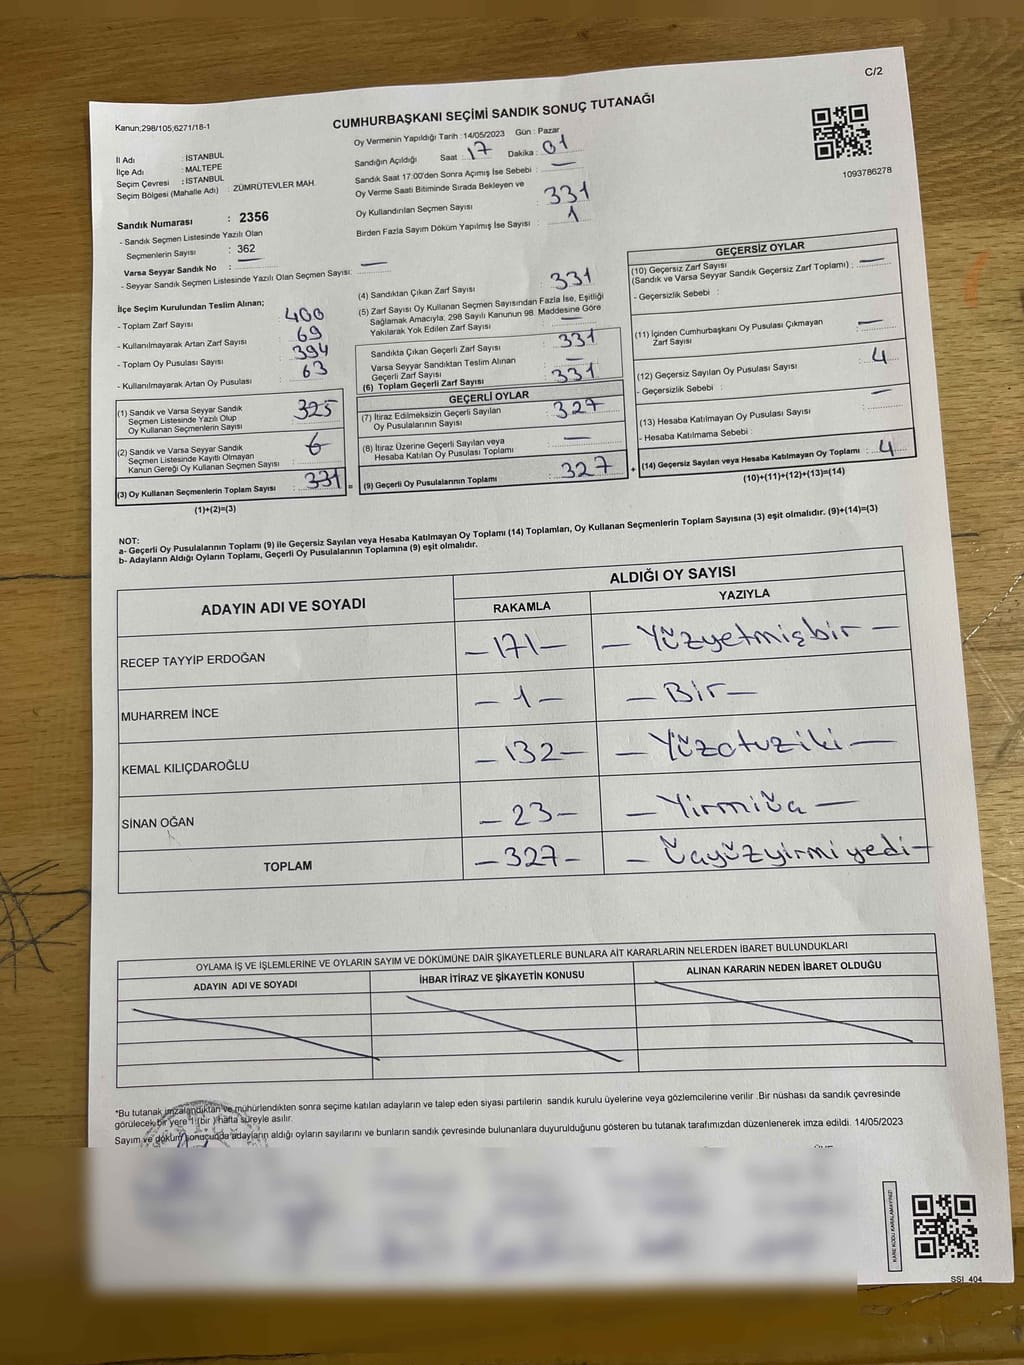 C/2
Kanun;298/105;6271/18-1
CUMHURBAŞKANI SEÇİMİ SANDIK SONUÇ TUTANAĞI
1093786278
İl Adı : İSTANBUL
İlçe Adı : MALTEPE
Seçim Çevresi : İSTANBUL
Seçim Bölgesi (Mahalle Adı) : ZÜMRÜTEVLER MAH.
Sandık Numarası : 2356
- Sandık Seçmen Listesinde Yazılı Olan
Seçmenlerin Sayısı : 362
Varsa Seyyar Sandık No : —
- Seyyar Sandık Seçmen Listesinde Yazılı Olan Seçmen Sayısı: —
Oy Vermenin Yapıldığı Tarih : 14/05/2023 Gün : Pazar
Sandığın Açıldığı Saat : 17 Dakika : 01
Sandık Saat 17.00'den Sonra Açımış İse Sebebi : —
Oy Verme Saati Bitiminde Sırada Bekleyen ve
Oy Kullandırılan Seçmen Sayısı : 331
Birden Fazla Sayım Döküm Yapılmış İse Sayısı : 1
İlçe Seçim Kurulundan Teslim Alınan;
- Toplam Zarf Sayısı : 400
- Kullanılmayarak Artan Zarf Sayısı : 69
- Toplam Oy Pusulası Sayısı : 394
- Kullanılmayarak Artan Oy Pusulası : 63
(1) Sandık ve Varsa Seyyar Sandık
Seçmen Listesinde Yazılı Olup
Oy Kullanan Seçmenlerin Sayısı : 325
(2) Sandık ve Varsa Seyyar Sandık
Seçmen Listesinde Kayıtlı Olmayan
Kanun Gereği Oy Kullanan Seçmen Sayısı : 6
(3) Oy Kullanan Seçmenlerin Toplam Sayısı : 331 =
(1)+(2)=(3)
(4) Sandıktan Çıkan Zarf Sayısı : 331
(5) Zarf Sayısı Oy Kullanan Seçmen Sayısından Fazla İse, Eşitliği
Sağlamak Amacıyla; 298 Sayılı Kanunun 98. Maddesine Göre
Yakılarak Yok Edilen Zarf Sayısı : —
Sandıkta Çıkan Geçerli Zarf Sayısı : 331
Varsa Seyyar Sandıktan Teslim Alınan
Geçerli Zarf Sayısı : —
(6) Toplam Geçerli Zarf Sayısı : 331
GEÇERLİ OYLAR
(7) İtiraz Edilmeksizin Geçerli Sayılan
Oy Pusulalarının Sayısı : 327
(8) İtiraz Üzerine Geçerli Sayılan veya
Hesaba Katılan Oy Pusulası Toplamı : —
(9) Geçerli Oy Pusulalarının Toplamı : 327 +
GEÇERSİZ OYLAR
(10) Geçersiz Zarf Sayısı
(Sandık ve Varsa Seyyar Sandık Geçersiz Zarf Toplamı) : —
- Geçersizlik Sebebi :
(11) İçinden Cumhurbaşkanı Oy Pusulası Çıkmayan
Zarf Sayısı : —
(12) Geçersiz Sayılan Oy Pusulası Sayısı : 4
- Geçersizlik Sebebi : —
(13) Hesaba Katılmayan Oy Pusulası Sayısı :
- Hesaba Katılmama Sebebi :
(14) Geçersiz Sayılan veya Hesaba Katılmayan Oy Toplamı : 4
(10)+(11)+(12)+(13)=(14)
NOT:
a- Geçerli Oy Pusulalarının Toplamı (9) ile Geçersiz Sayılan veya Hesaba Katılmayan Oy Toplamı (14) Toplamları, Oy Kullanan Seçmenlerin Toplam Sayısına (3) eşit olmalıdır. (9)+(14)=(3)
b- Adayların Aldığı Oyların Toplamı, Geçerli Oy Pusulalarının Toplamına (9) eşit olmalıdır.
ADAYIN ADI VE SOYADI
ALDIĞI OY SAYISI
RAKAMLA YAZIYLA
RECEP TAYYİP ERDOĞAN —171— — Yüzyetmişbir —
MUHARREM İNCE —1— — Bir —
KEMAL KILIÇDAROĞLU —132— — Yüzotuziki —
SİNAN OĞAN —23— — Yirmiüç —
TOPLAM —327— — Üçyüzyirmiyedi —
OYLAMA İŞ VE İŞLEMLERİNE VE OYLARIN SAYIM VE DÖKÜMÜNE DAİR ŞİKAYETLERLE BUNLARA AİT KARARLARIN NELERDEN İBARET BULUNDUKLARI
ADAYIN ADI VE SOYADI İHBAR İTİRAZ VE ŞİKAYETİN KONUSU ALINAN KARARIN NEDEN İBARET OLDUĞU
*Bu tutanak imzalandıktan ve mühürlendikten sonra seçime katılan adayların ve talep eden siyasi partilerin sandık kurulu üyelerine veya gözlemcilerine verilir .Bir nüshası da sandık çevresinde
görülecek bir yere 1 (bir ) hafta süreyle asılır.
Sayım ve döküm sonucunda adayların aldığı oyların sayılarını ve bunların sandık çevresinde bulunanlara duyurulduğunu gösteren bu tutanak tarafımızdan düzenlenerek imza edildi. 14/05/2023
KARE KODU KARALAMAYINIZ!
SSI_404